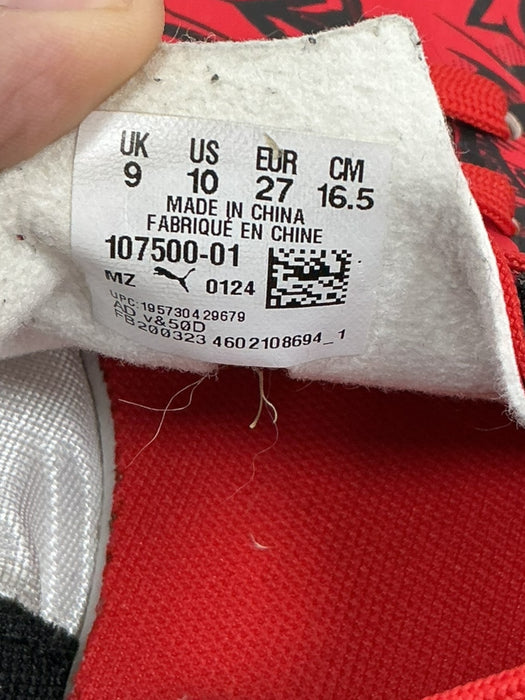 UK US EUR CM
9 10 27 16.5
MADE IN CHINA
FABRIQUÉ EN CHINE
107500-01
MZ 0124
UPC:195730429679
AD_v&50D
FB200323 4602108694_1